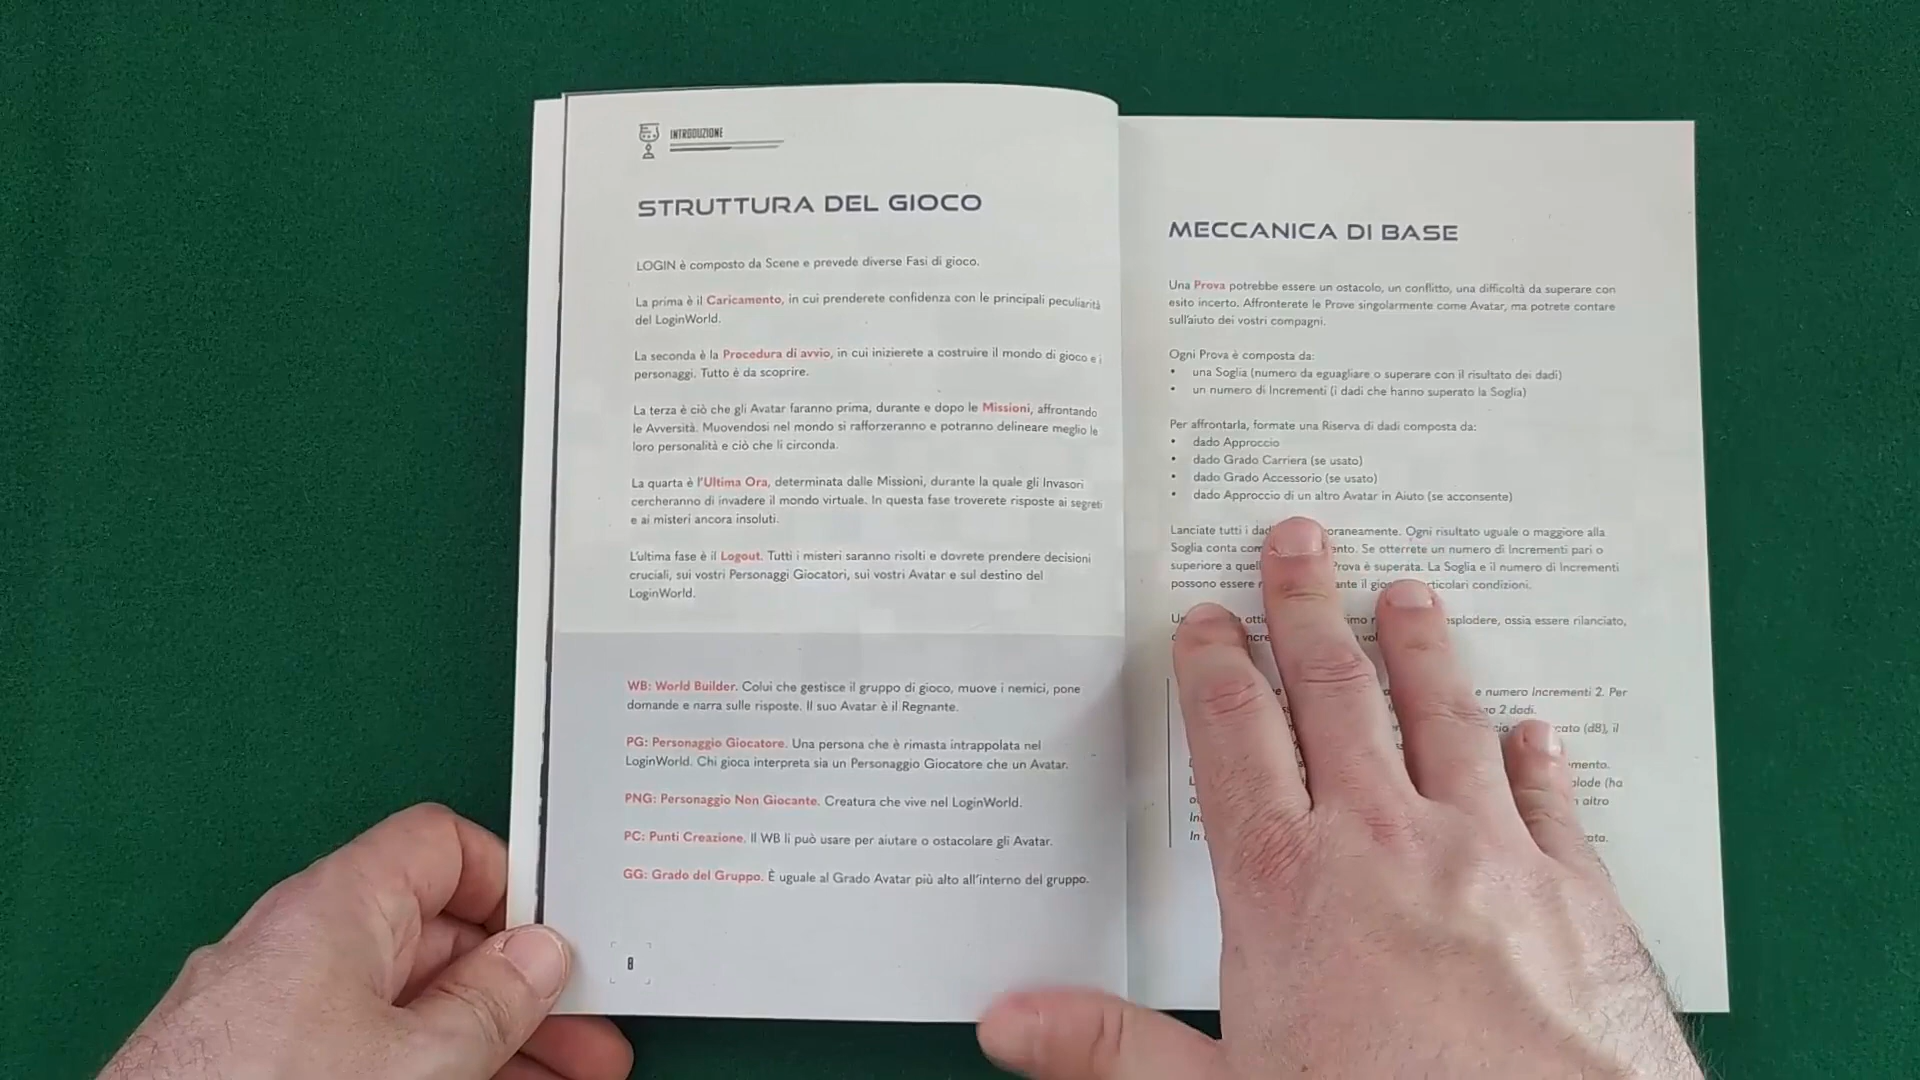 INTRODUZIONE
STRUTTURA DEL GIOCO
LOGIN è composto da Scene e prevede diverse Fasi di gioco.
La prima è il Caricamento, in cui prenderete confidenza con le principali peculiarità
del LoginWorld.
La seconda è la Procedura di avvio, in cui inizierete a costruire il mondo di gioco e i
personaggi. Tutto è da scoprire.
La terza è ciò che gli Avatar faranno prima, durante e dopo le Missioni, affrontando
le Avversità. Muovendosi nel mondo si rafforzeranno e potranno delineare meglio le
loro personalità e ciò che li circonda.
La quarta è l'Ultima Ora, determinata dalle Missioni, durante la quale gli Invasori
cercheranno di invadere il mondo virtuale. In questa fase troverete risposte ai segreti
e ai misteri ancora insoluti.
L'ultima fase è il Logout. Tutti i misteri saranno risolti e dovrete prendere decisioni
cruciali, sui vostri Personaggi Giocatori, sui vostri Avatar e sul destino del
LoginWorld.
WB: World Builder. Colui che gestisce il gruppo di gioco, muove i nemici, pone
domande e narra sulle risposte. Il suo Avatar è il Regnante.
PG: Personaggio Giocatore. Una persona che è rimasta intrappolata nel
LoginWorld. Chi gioca interpreta sia un Personaggio Giocatore che un Avatar.
PNG: Personaggio Non Giocante. Creatura che vive nel LoginWorld.
PC: Punti Creazione. Il WB li può usare per aiutare o ostacolare gli Avatar.
GG: Grado del Gruppo. È uguale al Grado Avatar più alto all'interno del gruppo.
8
MECCANICA DI BASE
Una Prova potrebbe essere un ostacolo, un conflitto, una difficoltà da superare con
esito incerto. Affronterete le Prove singolarmente come Avatar, ma potrete contare
sull'aiuto dei vostri compagni.
Ogni Prova è composta da:
• una Soglia (numero da eguagliare o superare con il risultato dei dadi)
• un numero di Incrementi (i dadi che hanno superato la Soglia)
Per affrontarla, formate una Riserva di dadi composta da:
• dado Approccio
• dado Grado Carriera (se usato)
• dado Grado Accessorio (se usato)
• dado Approccio di un altro Avatar in Aiuto (se acconsente)
Lanciate tutti i Ogni risultato uguale o maggiore alla
Soglia conta Se otterrete un numero di Incrementi pari o
superiore a Prova è superata. La Soglia e il numero di Incrementi
possono essere il condizioni.
essere rilanciato,
e numero Incrementi 2. Per
2 dadi.
(d8), il
(ha
altro
In